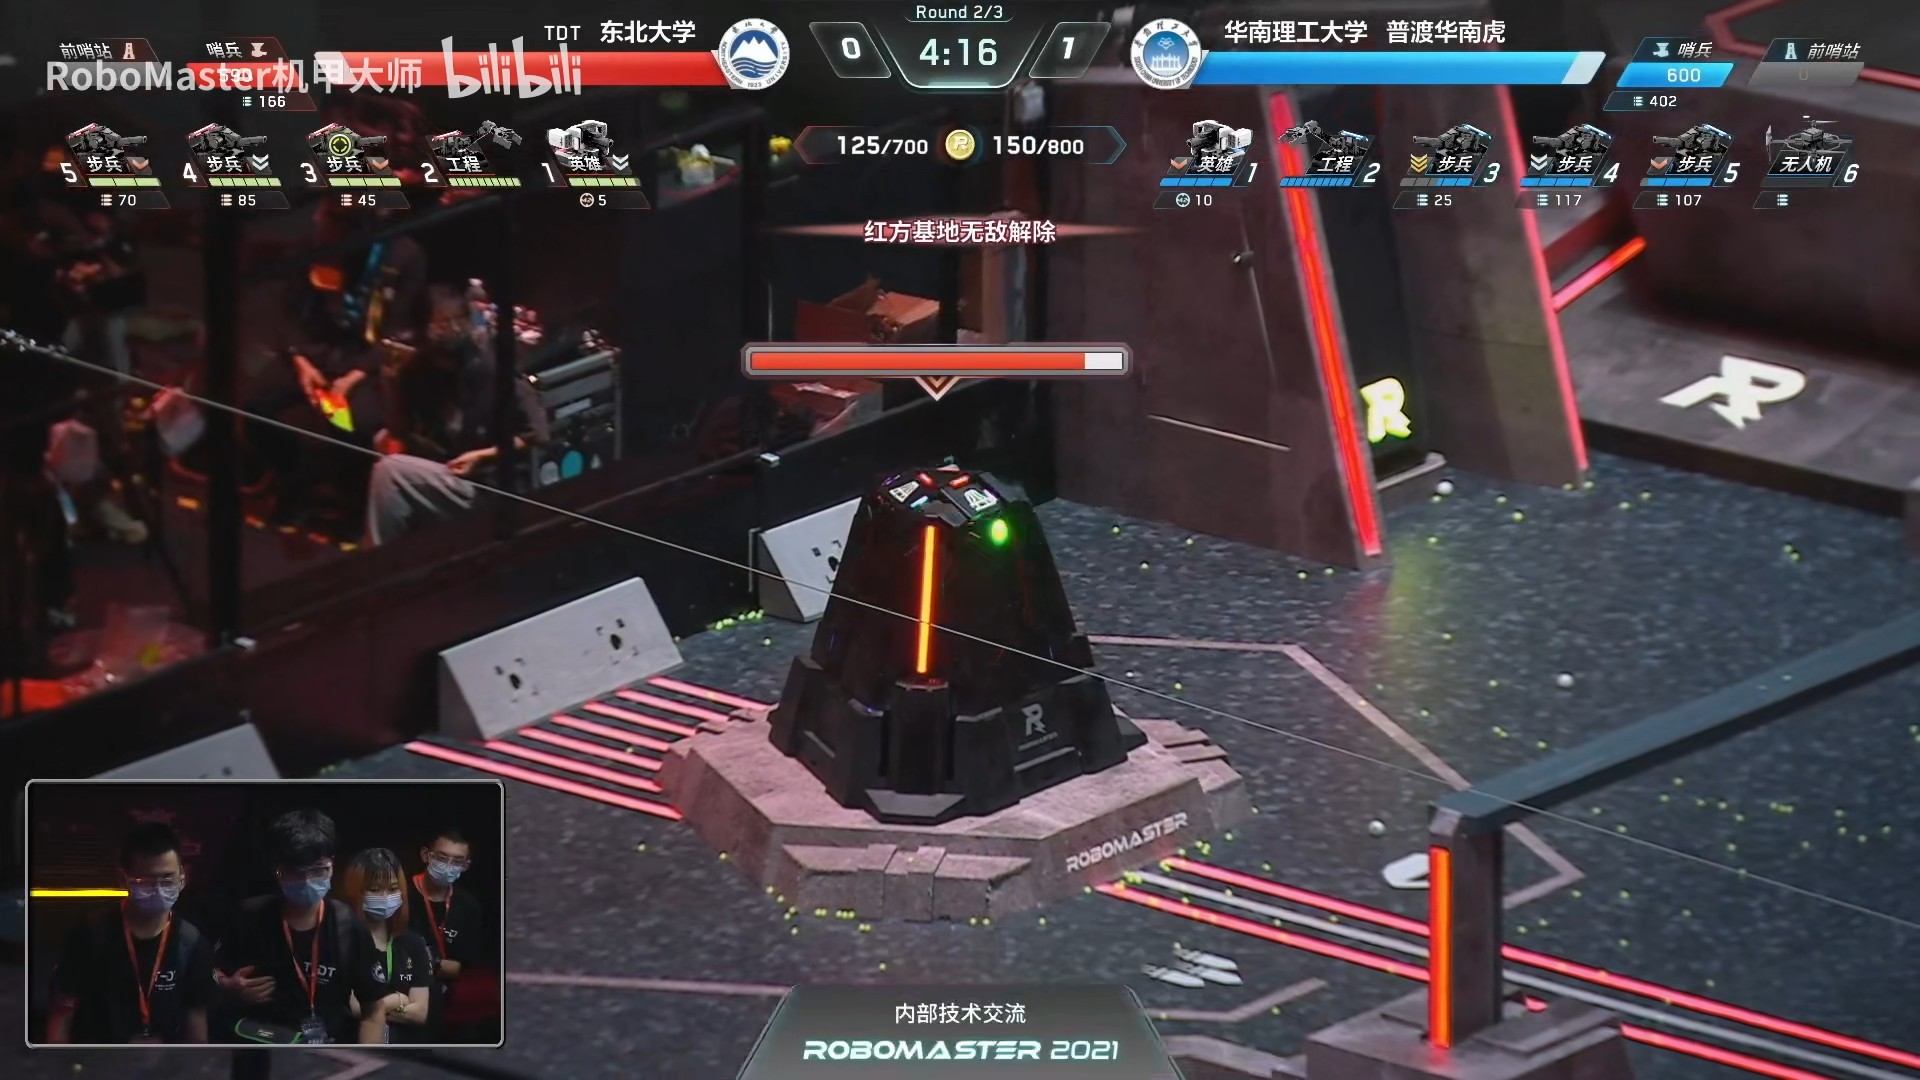 Round 2/3
TDT 东北大学
0
4:16
1
华南理工大学 普渡华南虎
前哨站
哨兵
590
166
RoboMaster机甲大师 bilibili
哨兵
600
402
前哨站
0
5 步兵
70
4 步兵
85
3 步兵
45
2 工程
1 英雄
5
125/700
150/800
英雄 1
10
工程 2
步兵 3
25
步兵 4
117
步兵 5
107
无人机 6
红方基地无敌解除
ROBOMASTER
内部技术交流
ROBOMASTER 2021